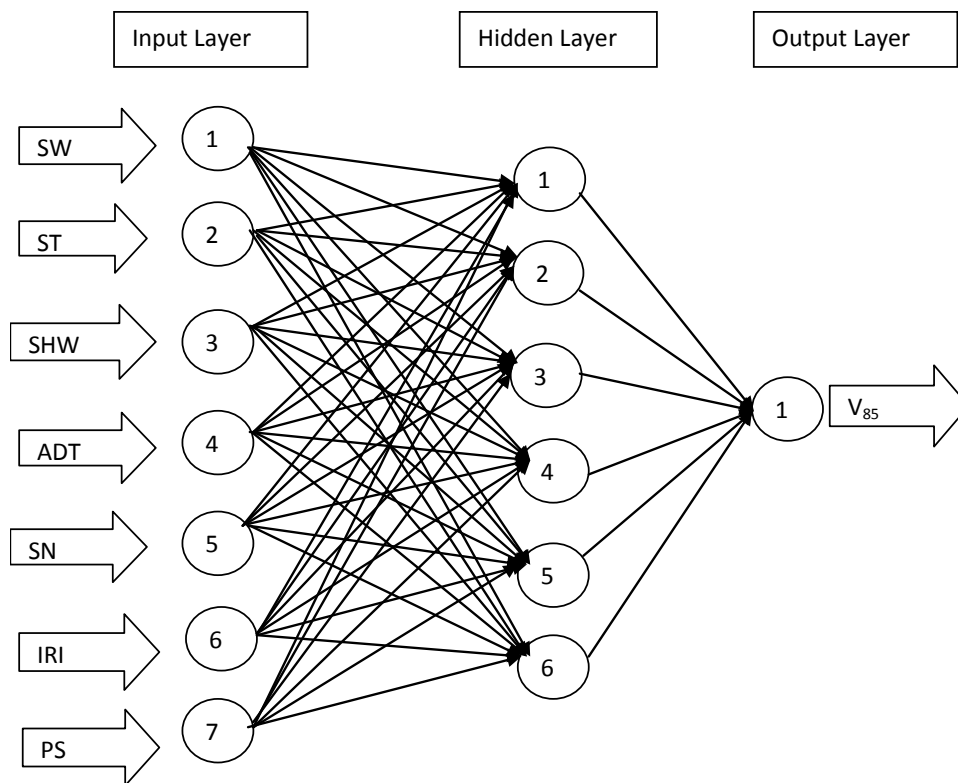 Input Layer
Hidden Layer
Output Layer
SW
1
1
ST
2
2
SHW
3
3
1
V₈₅
ADT
4
4
SN
5
5
IRI
6
6
PS
7